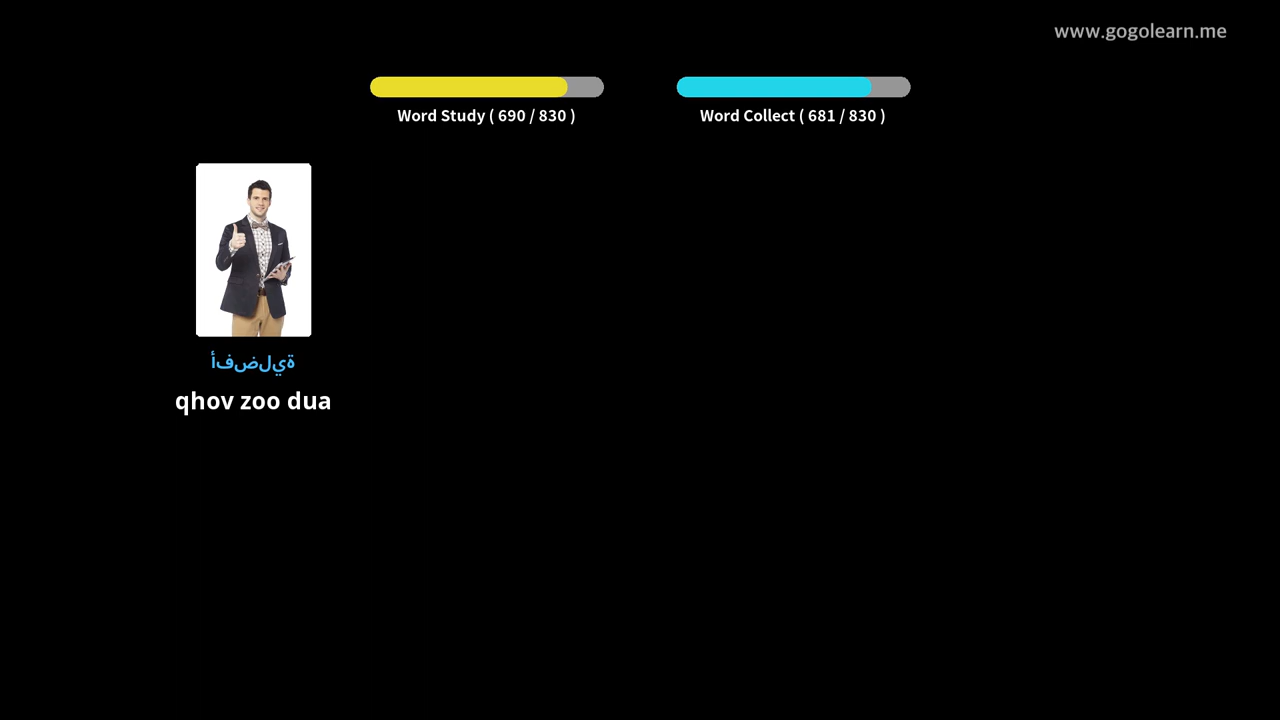 www.gogolearn.me
Word Study ( 690 / 830 )
Word Collect ( 681 / 830 )
أفضلية
qhov zoo dua